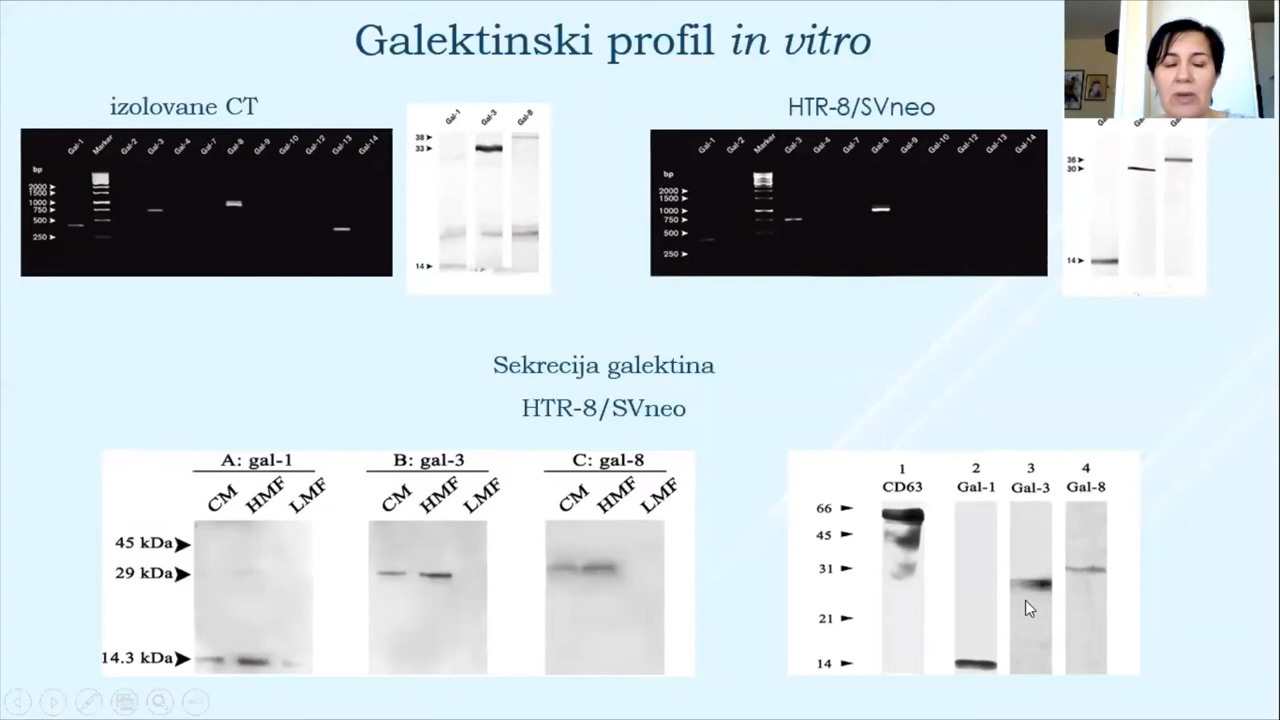 Galektinski profil in vitro
izolovane CT
HTR-8/SVneo
Gal-1 Marker Gal-2 Gal-3 Gal-4 Gal-7 Gal-8 Gal-9 Gal-10 Gal-12 Gal-13 Gal-14
bp
2000
1500
1000
750
500
250
Gal-1 Gal-3 Gal-8
38
33
14
Gal-1 Gal-2 Marker Gal-3 Gal-4 Gal-7 Gal-8 Gal-9 Gal-10 Gal-12 Gal-13 Gal-14
bp
2000
1500
1000
750
500
250
36
30
14
Sekrecija galektina
HTR-8/SVneo
A: gal-1 B: gal-3 C: gal-8
CM HMF LMF CM HMF LMF CM HMF LMF
45 kDa
29 kDa
14.3 kDa
1 2 3 4
CD63 Gal-1 Gal-3 Gal-8
66
45
31
21
14